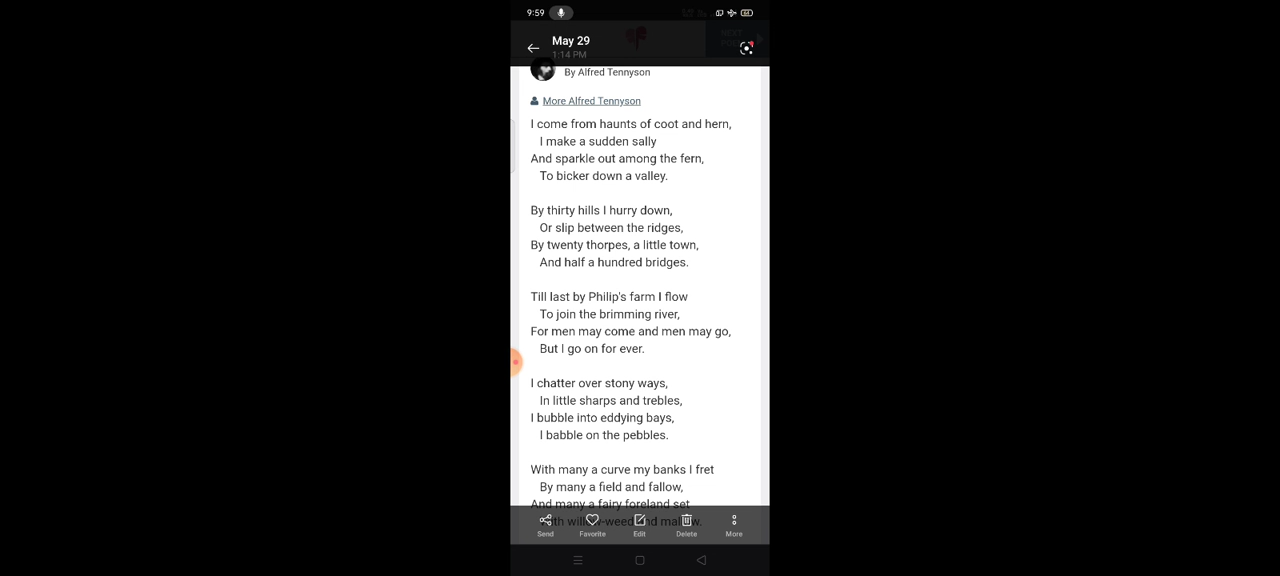 9:59
May 29
1:14 PM
By Alfred Tennyson
More Alfred Tennyson
I come from haunts of coot and hern,
I make a sudden sally
And sparkle out among the fern,
To bicker down a valley.
By thirty hills I hurry down,
Or slip between the ridges,
By twenty thorpes, a little town,
And half a hundred bridges.
Till last by Philip's farm I flow
To join the brimming river,
For men may come and men may go,
But I go on for ever.
I chatter over stony ways,
In little sharps and trebles,
I bubble into eddying bays,
I babble on the pebbles.
With many a curve my banks I fret
By many a field and fallow,
And many a fairy foreland set
With willow-weed and mallow.
Send Favorite Edit Delete More